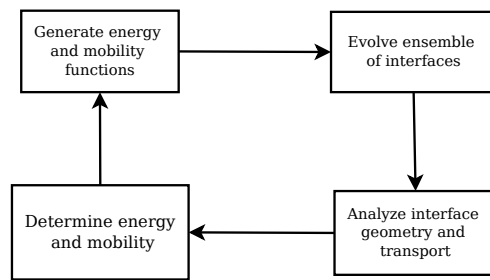 Generate energy
and mobility
functions
Evolve ensemble
of interfaces
Analyze interface
geometry and
transport
Determine energy
and mobility